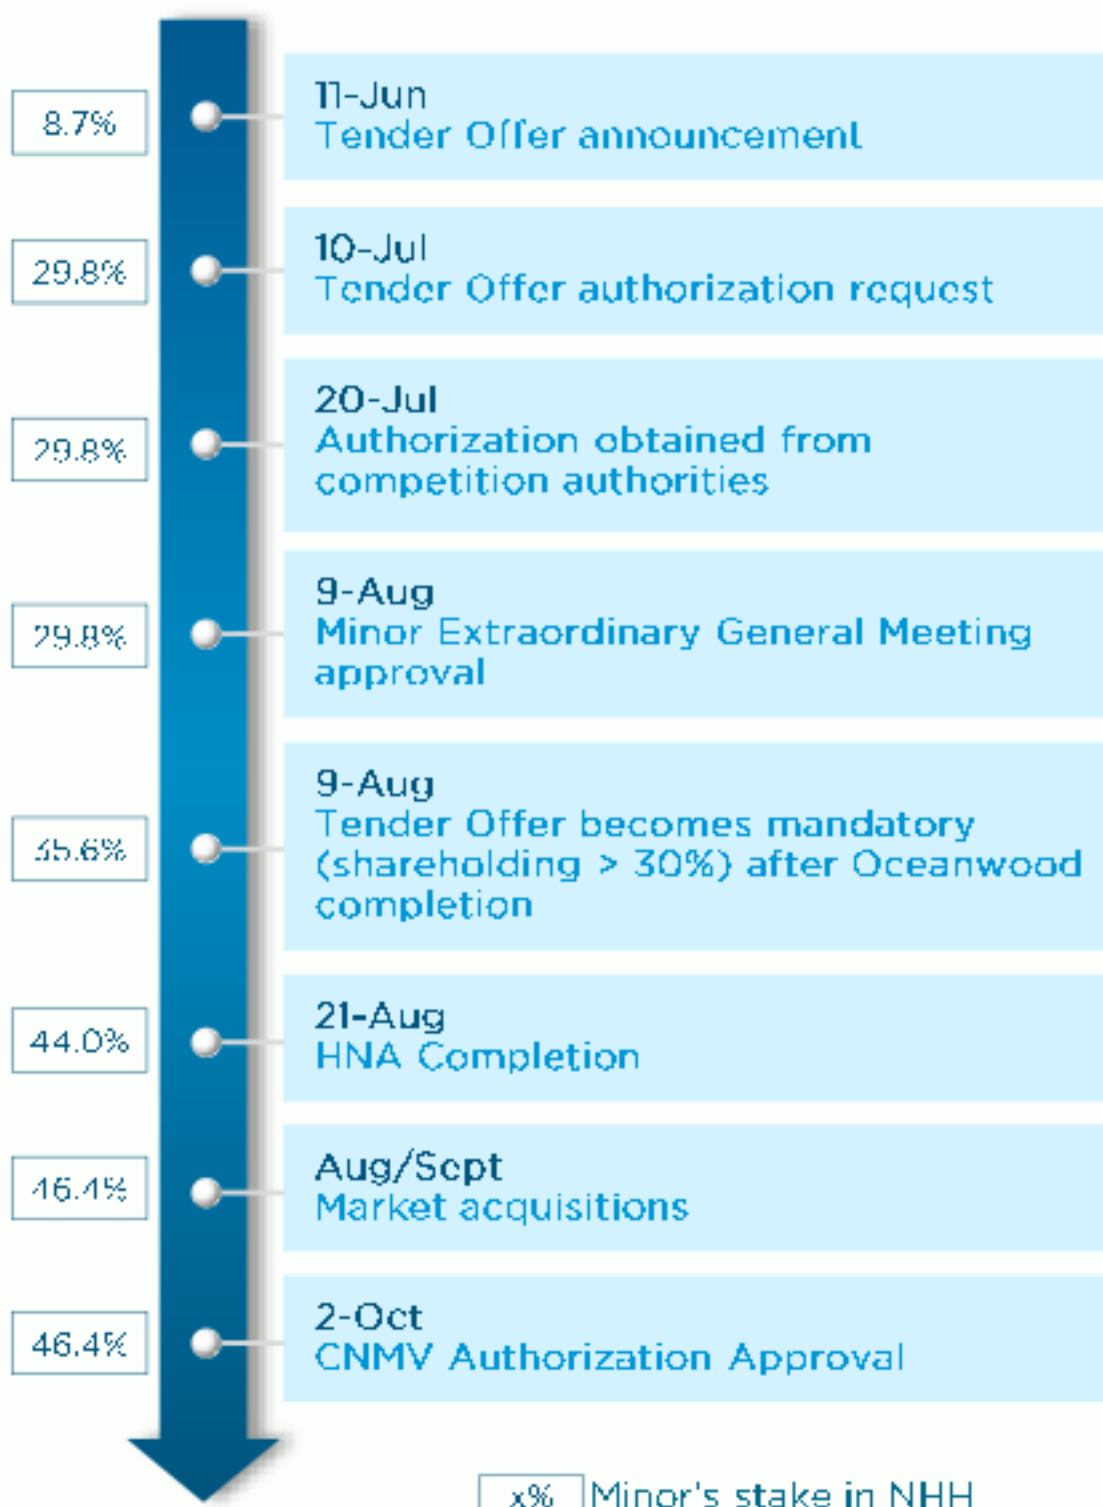 8.7%
11-Jun
Tender Offer announcement
29.8%
10-Jul
Tender Offer authorization request
29.8%
20-Jul
Authorization obtained from
competition authorities
29.8%
9-Aug
Minor Extraordinary General Meeting
approval
35.6%
9-Aug
Tender Offer becomes mandatory
(shareholding > 30%) after Oceanwood
completion
44.0%
21-Aug
HNA Completion
46.4%
Aug/Sept
Market acquisitions
46.4%
2-Oct
CNMV Authorization Approval
x% Minor's stake in NHH